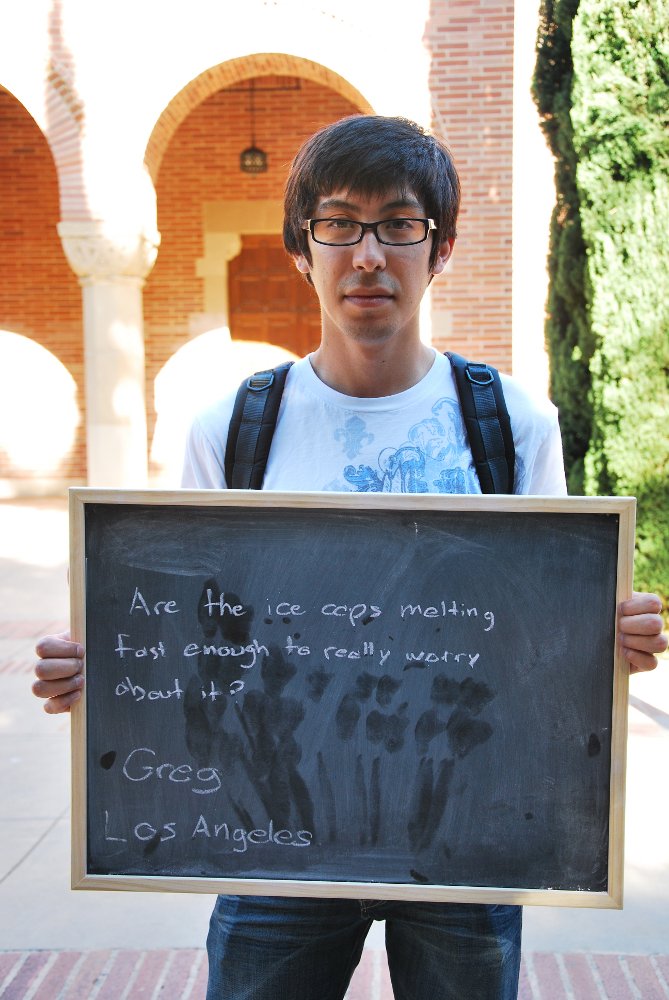 Are the ice caps melting
fast enough to really worry
about it?
Greg
Los Angeles